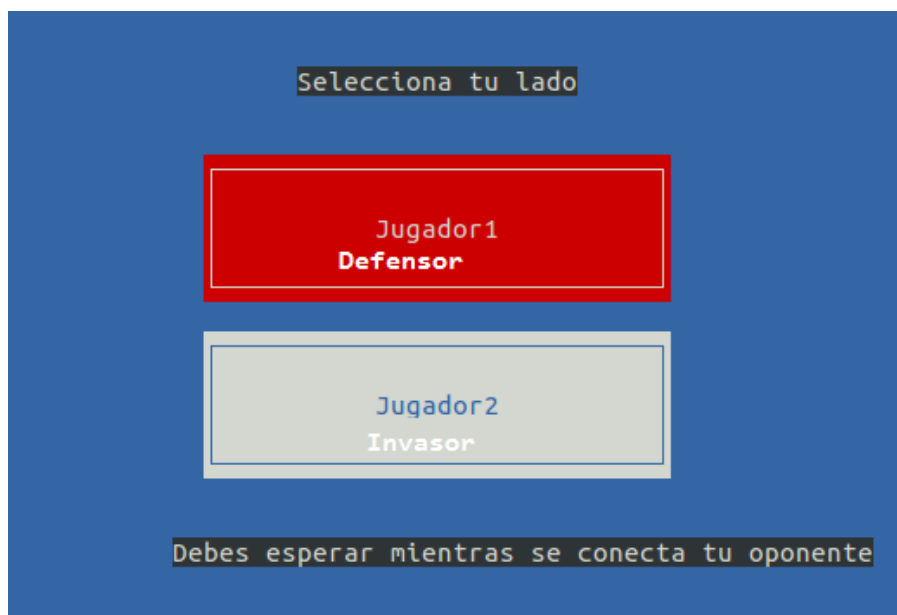 Selecciona tu lado
Jugador1
Defensor
Jugador2
Invasor
Debes esperar mientras se conecta tu oponente